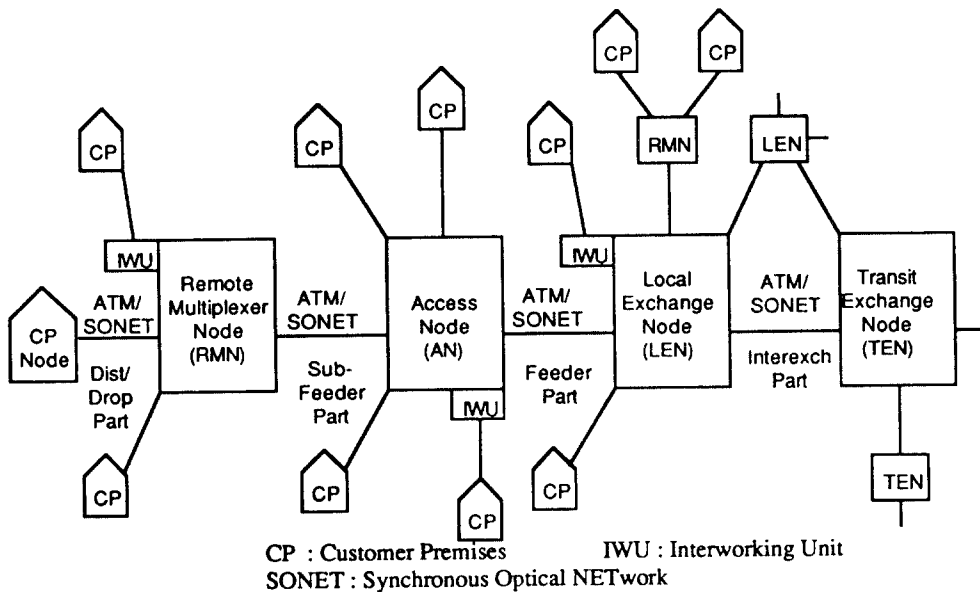 CP
CP
CP
RMN
LEN
CP
CP
CP
IWU
Remote
Multiplexer
Node
(RMN)
ATM/
SONET
CP
Node
Dist/
Drop
Part
CP
ATM/
SONET
Sub-
Feeder
Part
Access
Node
(AN)
IWU
CP
CP
ATM/
SONET
Feeder
Part
IWU
Local
Exchange
Node
(LEN)
CP
ATM/
SONET
Interexch
Part
Transit
Exchange
Node
(TEN)
TEN
CP : Customer Premises
IWU : Interworking Unit
SONET : Synchronous Optical NETwork